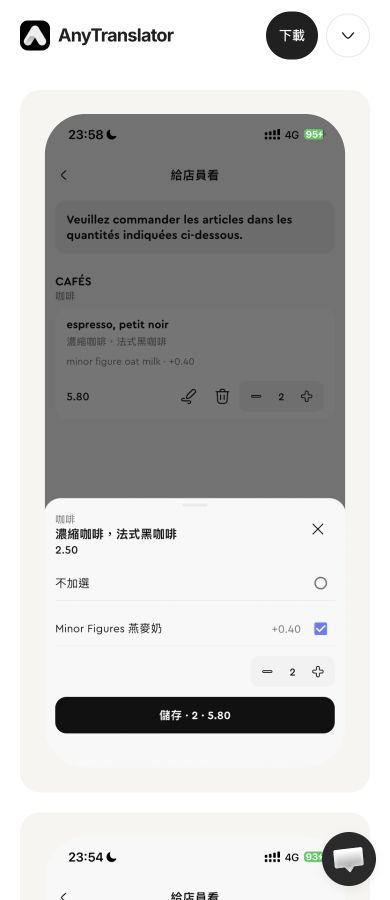 AnyTranslator
下載
23:58
4G
95
給店員看
Veuillez commander les articles dans les
quantités indiquées ci-dessous.
CAFÉS
咖啡
espresso, petit noir
濃縮咖啡，法式黑咖啡
minor figure oat milk · +0.40
5.80
2
咖啡
濃縮咖啡，法式黑咖啡
2.50
不加選
Minor Figures 燕麥奶 +0.40
2
儲存 · 2 · 5.80
23:54
4G
93
給店員看